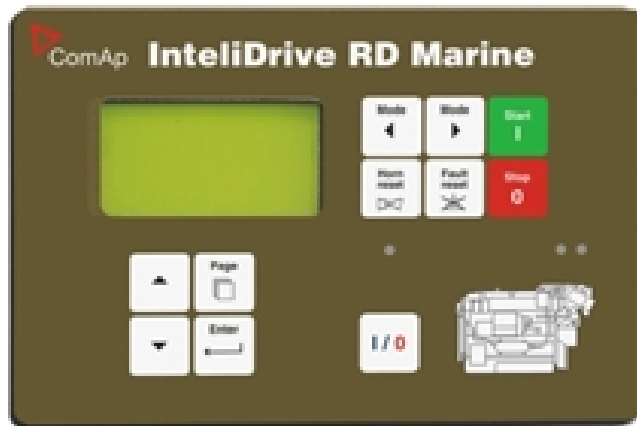 ComAp InteliDrive RD Marine
Mode
Mode
Start
I
Horn
reset
Fault
reset
Stop
0
Page
Enter
I/0